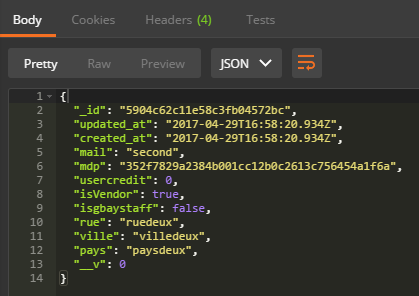 Body Cookies Headers (4) Tests
Pretty Raw Preview JSON
1 {
2 "_id": "5904c62c11e58c3fb04572bc",
3 "updated_at": "2017-04-29T16:58:20.934Z",
4 "created_at": "2017-04-29T16:58:20.934Z",
5 "mail": "second",
6 "mdp": "352f7829a2384b001cc12b0c2613c756454a1f6a",
7 "usercredit": 0,
8 "isVendor": true,
9 "isgbaystaff": false,
10 "rue": "ruedeux",
11 "ville": "villedeux",
12 "pays": "paysdeux",
13 "__v": 0
14 }